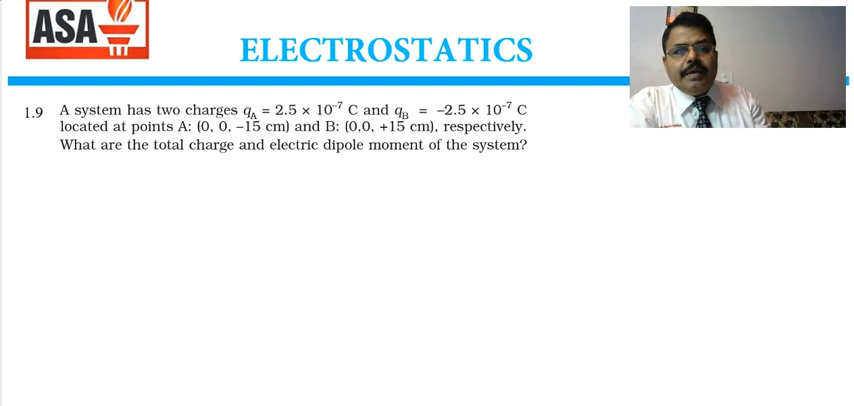 ASA
ELECTROSTATICS
1.9 A system has two charges qA = 2.5 × 10⁻⁷ C and qB = −2.5 × 10⁻⁷ C
located at points A: (0, 0, −15 cm) and B: (0,0, +15 cm), respectively.
What are the total charge and electric dipole moment of the system?